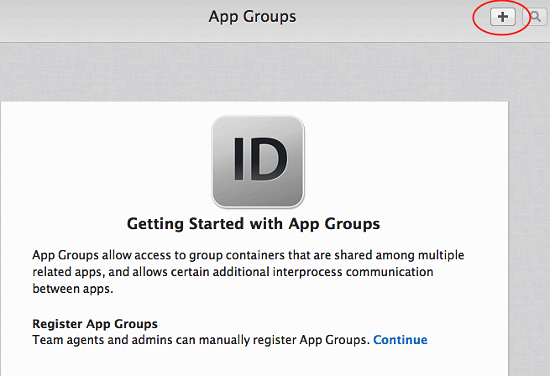 App Groups
ID
Getting Started with App Groups
App Groups allow access to group containers that are shared among multiple
related apps, and allows certain additional interprocess communication
between apps.
Register App Groups
Team agents and admins can manually register App Groups. Continue